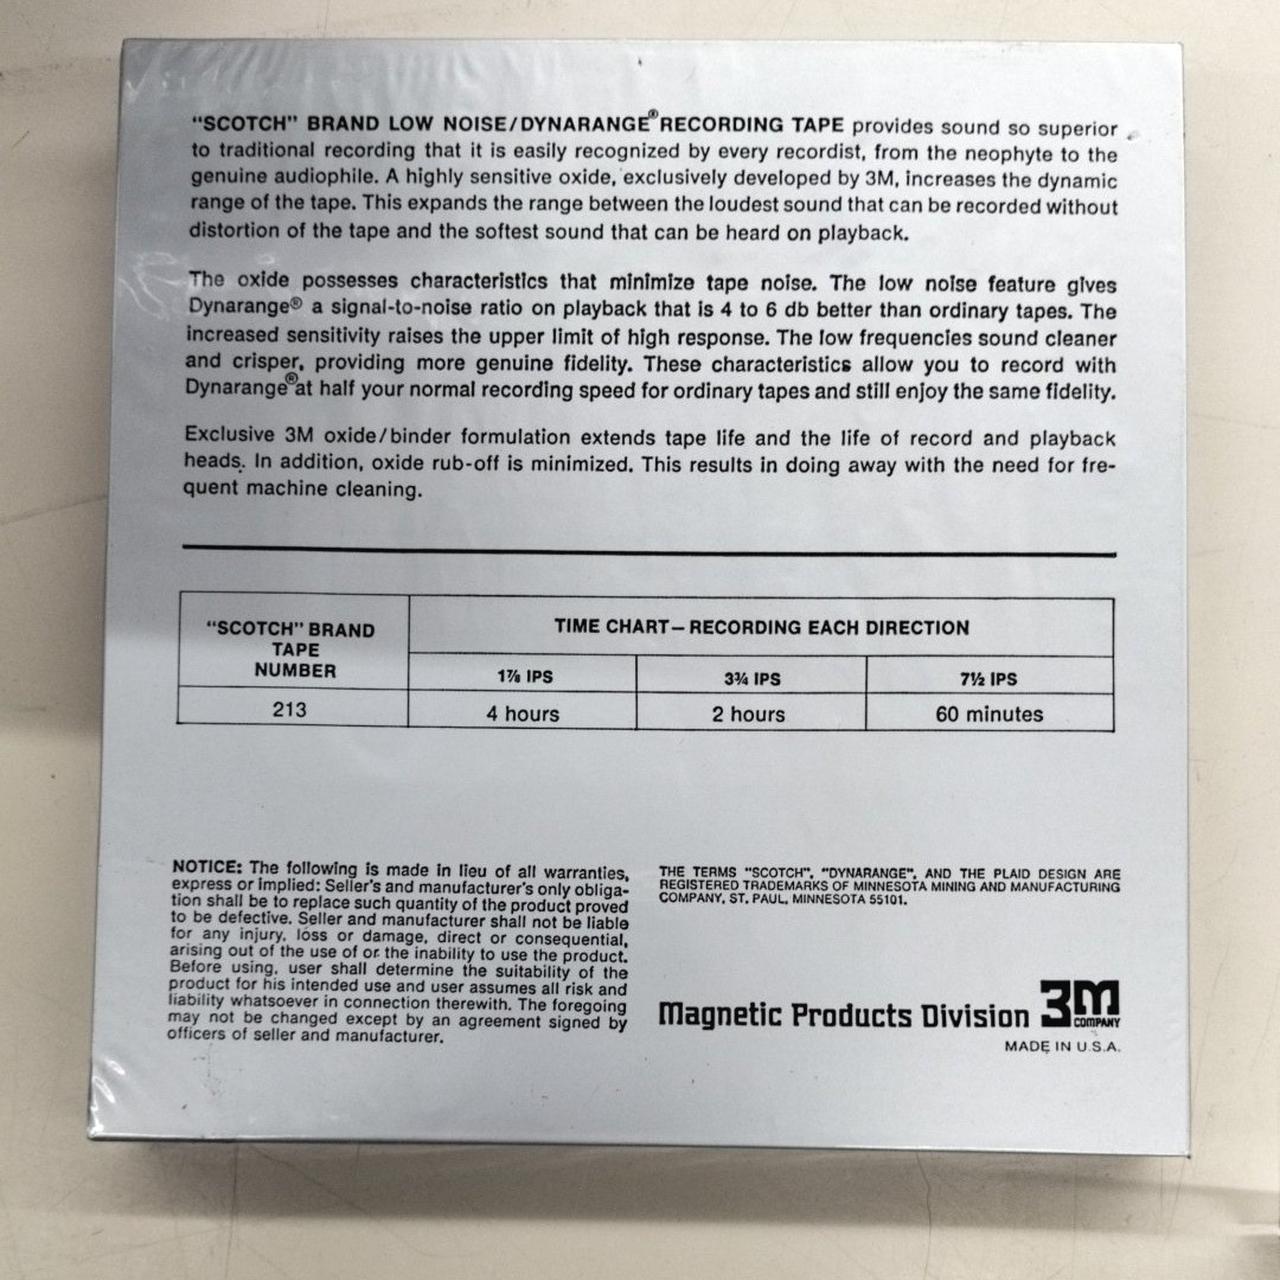 "SCOTCH" BRAND LOW NOISE/DYNARANGE® RECORDING TAPE provides sound so superior
to traditional recording that it is easily recognized by every recordist, from the neophyte to the
genuine audiophile. A highly sensitive oxide, exclusively developed by 3M, increases the dynamic
range of the tape. This expands the range between the loudest sound that can be recorded without
distortion of the tape and the softest sound that can be heard on playback.
The oxide possesses characteristics that minimize tape noise. The low noise feature gives
Dynarange® a signal-to-noise ratio on playback that is 4 to 6 db better than ordinary tapes. The
increased sensitivity raises the upper limit of high response. The low frequencies sound cleaner
and crisper, providing more genuine fidelity. These characteristics allow you to record with
Dynarange® at half your normal recording speed for ordinary tapes and still enjoy the same fidelity.
Exclusive 3M oxide/binder formulation extends tape life and the life of record and playback
heads. In addition, oxide rub-off is minimized. This results in doing away with the need for fre-
quent machine cleaning.
"SCOTCH" BRAND
TAPE
NUMBER
TIME CHART—RECORDING EACH DIRECTION
1⅞ IPS
3¾ IPS
7½ IPS
213
4 hours
2 hours
60 minutes
NOTICE: The following is made in lieu of all warranties,
express or implied: Seller's and manufacturer's only obliga-
tion shall be to replace such quantity of the product proved
to be defective. Seller and manufacturer shall not be liable
for any injury, loss or damage, direct or consequential,
arising out of the use of or the inability to use the product.
Before using, user shall determine the suitability of the
product for his intended use and user assumes all risk and
liability whatsoever in connection therewith. The foregoing
may not be changed except by an agreement signed by
officers of seller and manufacturer.
THE TERMS "SCOTCH", "DYNARANGE", AND THE PLAID DESIGN ARE
REGISTERED TRADEMARKS OF MINNESOTA MINING AND MANUFACTURING
COMPANY, ST. PAUL, MINNESOTA 55101.
Magnetic Products Division 3M COMPANY
MADE IN U.S.A.